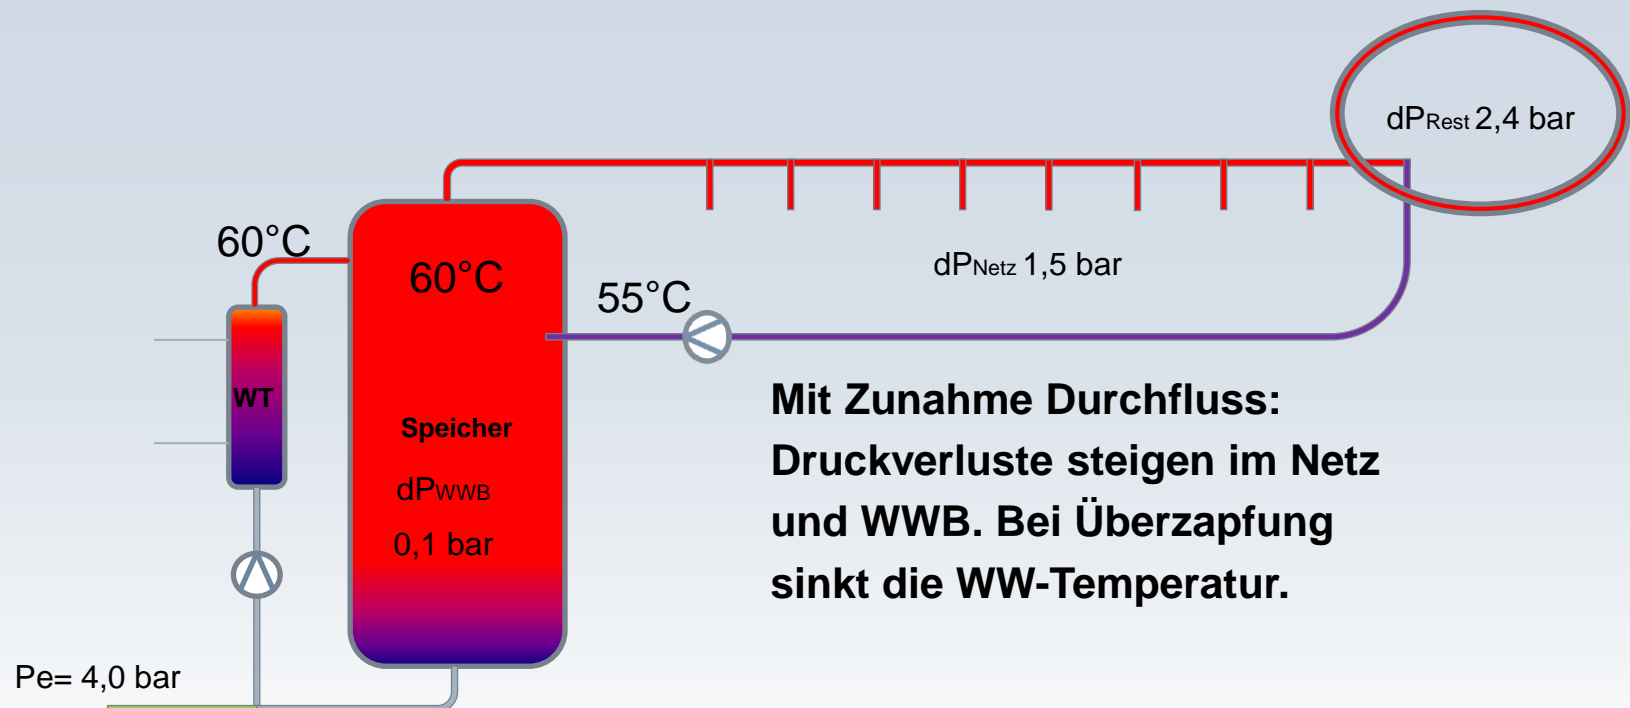 dPRest 2,4 bar
60°C
60°C
dPNetz 1,5 bar
55°C
WT
Speicher
dPWWB
0,1 bar
Mit Zunahme Durchfluss:
Druckverluste steigen im Netz
und WWB. Bei Überzapfung
sinkt die WW-Temperatur.
Pe= 4,0 bar